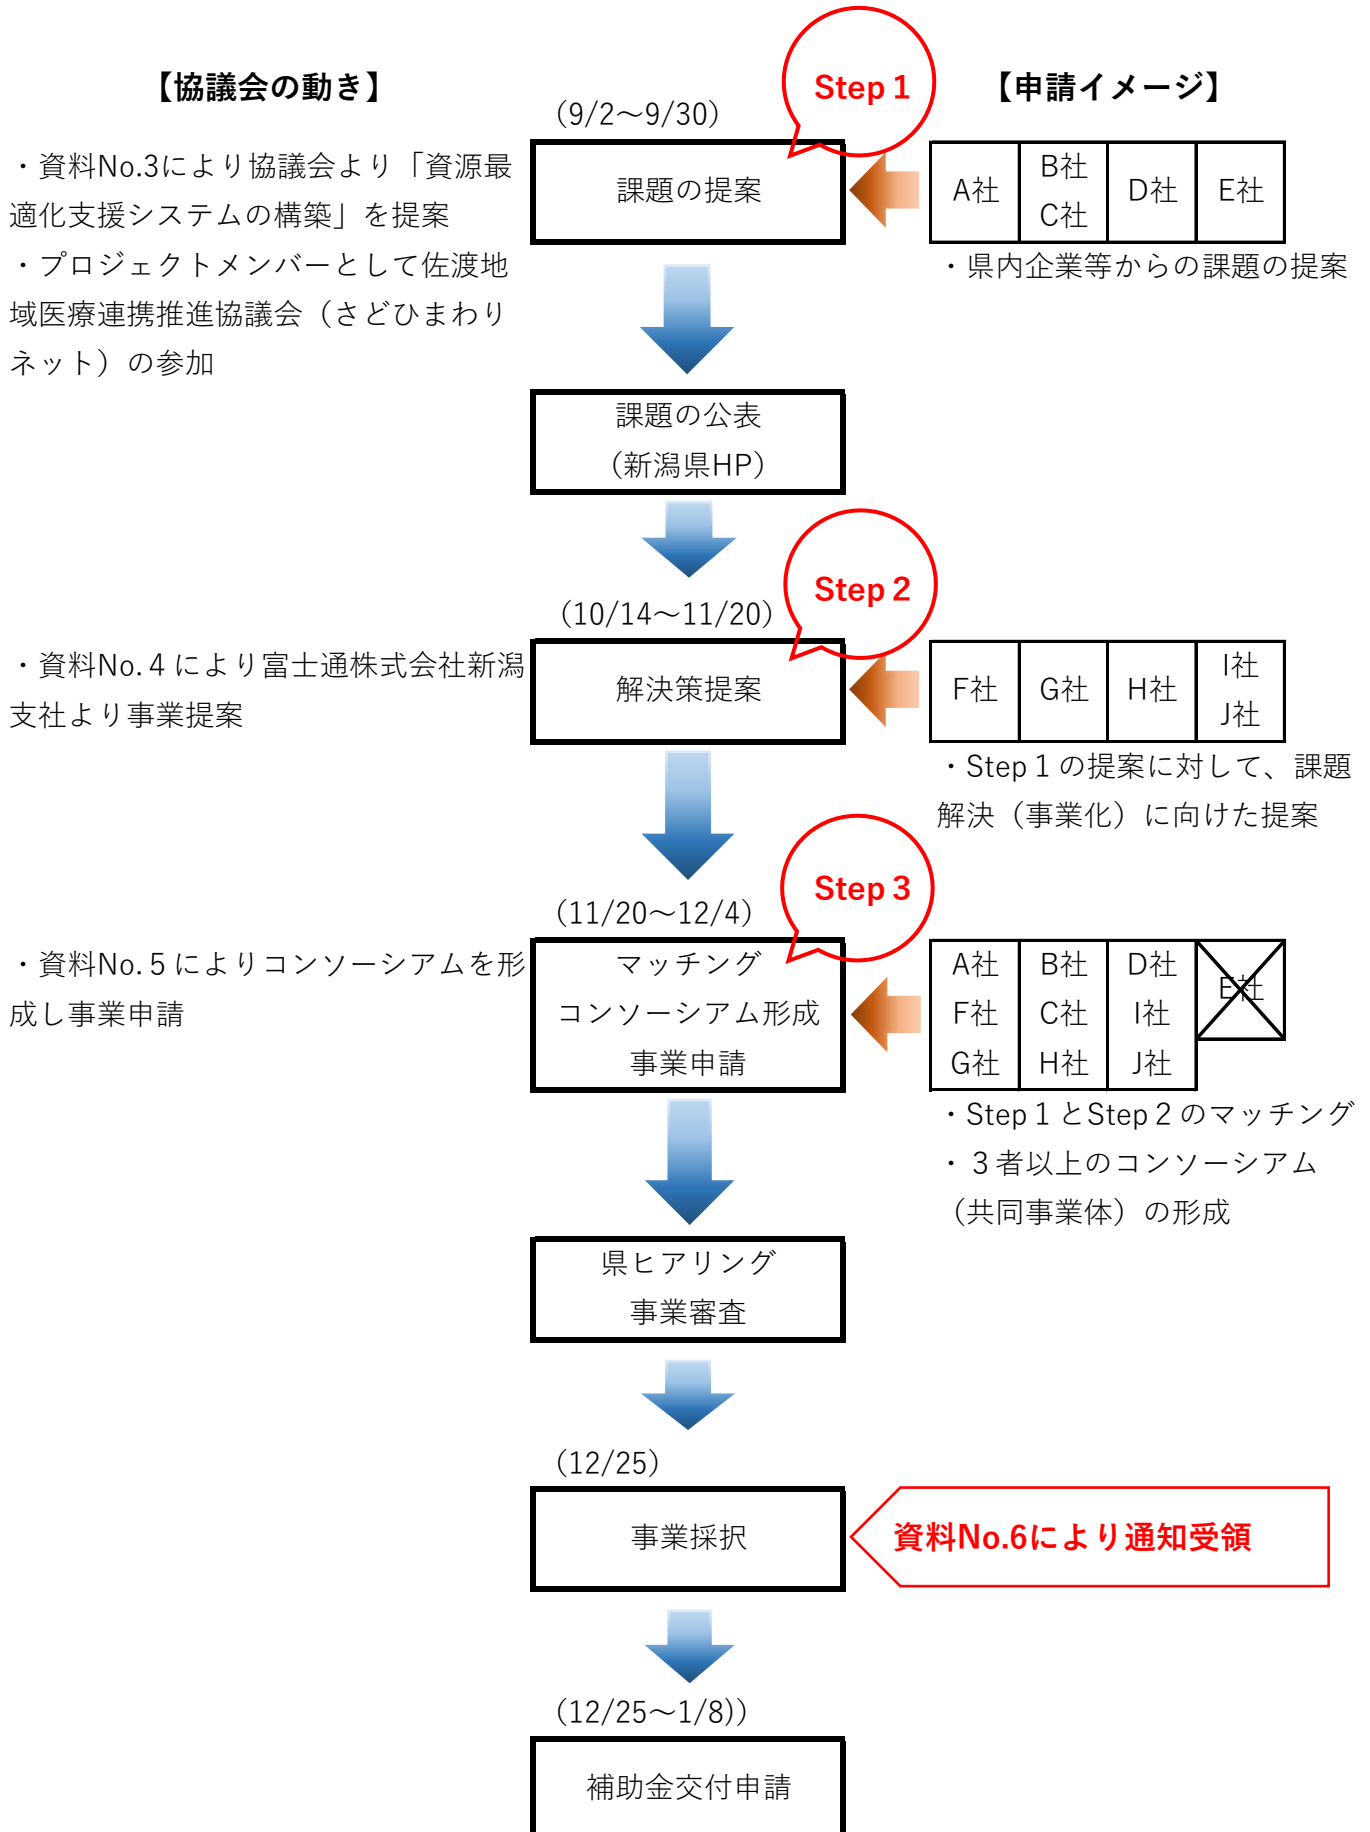 【協議会の動き】
Step 1
【申請イメージ】
（9/2～9/30）
・資料No.3により協議会より「資源最
適化支援システムの構築」を提案
・プロジェクトメンバーとして佐渡地
域医療連携推進協議会（さどひまわり
ネット）の参加
課題の提案
A社
B社
C社
D社
E社
・県内企業等からの課題の提案
課題の公表
（新潟県HP）
Step 2
（10/14～11/20）
・資料No.４により富士通株式会社新潟
支社より事業提案
解決策提案
F社
G社
H社
I社
J社
・Step１の提案に対して、課題
解決（事業化）に向けた提案
Step 3
（11/20～12/4）
・資料No.５によりコンソーシアムを形
成し事業申請
マッチング
コンソーシアム形成
事業申請
A社
F社
G社
B社
C社
H社
D社
I社
J社
E社
・Step１とStep２のマッチング
・３者以上のコンソーシアム
（共同事業体）の形成
県ヒアリング
事業審査
（12/25）
事業採択
資料No.6により通知受領
（12/25～1/8)）
補助金交付申請